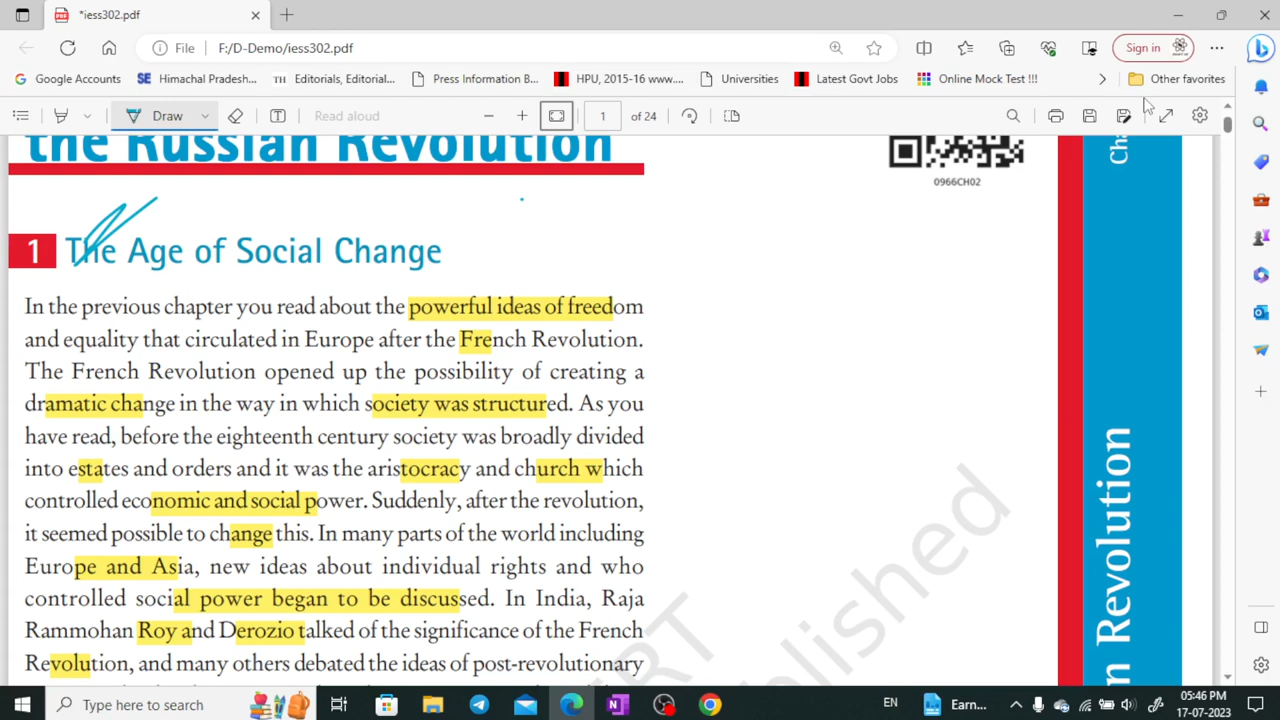 *iess302.pdf
File F:/D-Demo/iess302.pdf Sign in
Google Accounts SE Himachal Pradesh... TH Editorials, Editorial... Press Information B... HPU, 2015-16 www.... Universities Latest Govt Jobs Online Mock Test !!! Other favorites
Draw Read aloud 1 of 24
the Russian Revolution
0966CH02
Cha
1 The Age of Social Change
In the previous chapter you read about the powerful ideas of freedom
and equality that circulated in Europe after the French Revolution.
The French Revolution opened up the possibility of creating a
dramatic change in the way in which society was structured. As you
have read, before the eighteenth century society was broadly divided
into estates and orders and it was the aristocracy and church which
controlled economic and social power. Suddenly, after the revolution,
it seemed possible to change this. In many parts of the world including
Europe and Asia, new ideas about individual rights and who
controlled social power began to be discussed. In India, Raja
Rammohan Roy and Derozio talked of the significance of the French
Revolution, and many others debated the ideas of post-revolutionary
n Revolution
ERT
published
Type here to search EN Earn... 05:46 PM
17-07-2023